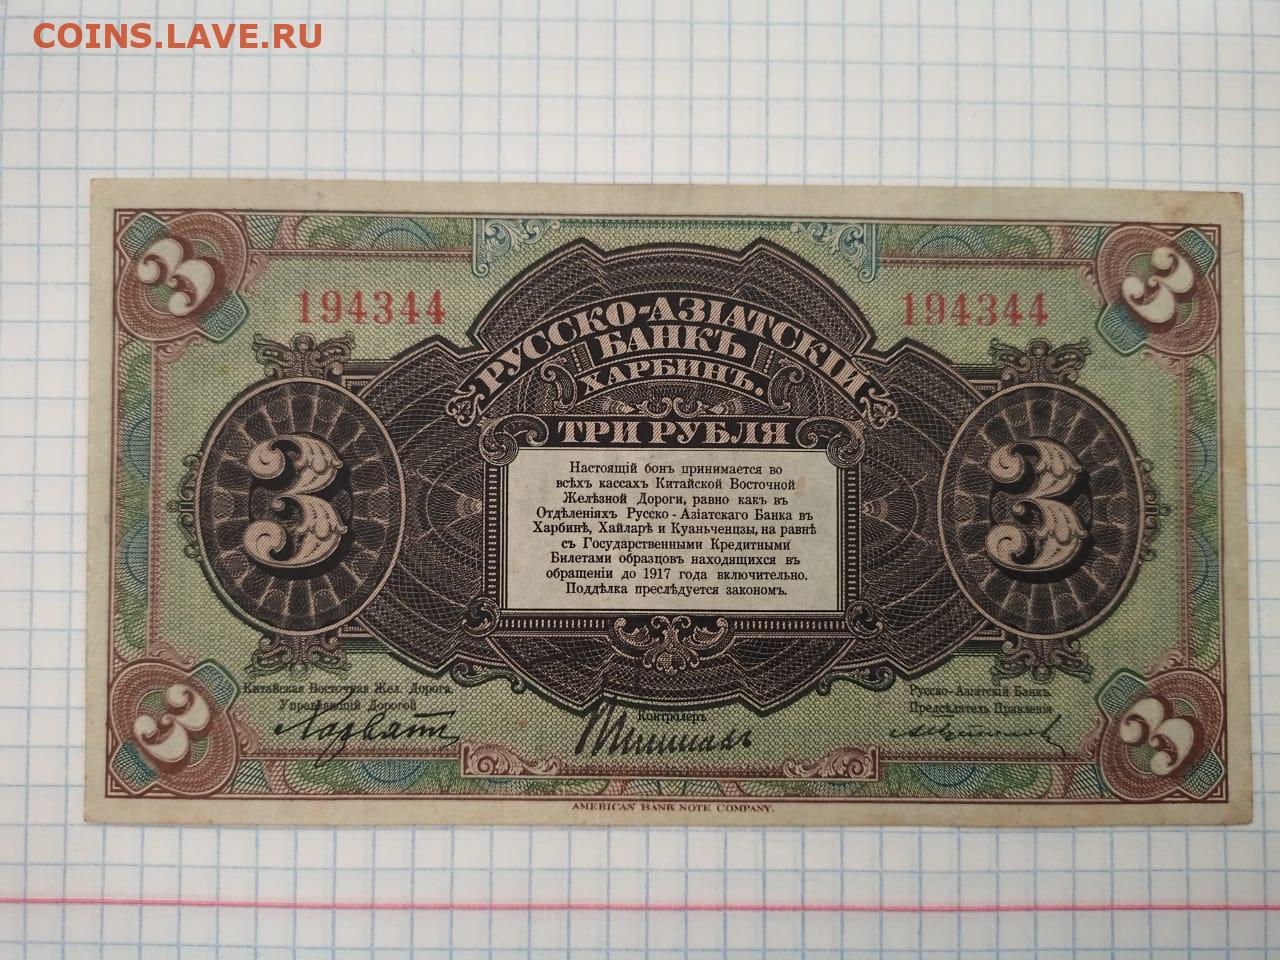 COINS.LAVE.RU
3 3
194344 194344
РУССКО-АЗІАТСКІЙ
БАНКЪ
ХАРБИНЪ.
ТРИ РУБЛЯ
3 3
Настоящій бонъ принимается во
всѣхъ кассахъ Китайской Восточной
Желѣзной Дороги, равно какъ въ
Отдѣленіяхъ Русско-Азіатскаго Банка въ
Харбинѣ, Хайларѣ и Куаньченцзы, на равнѣ
съ Государственными Кредитными
Билетами образцовъ находящихся въ
обращеніи до 1917 года включительно.
Поддѣлка преслѣдуется закономъ.
Китайская Восточная Жел. Дорога.
Управляющій Дорогой
Хорватъ
Контролеръ
Русско-Азіатскій Банкъ.
Предсѣдатель Правленія
3 3
AMERICAN BANK NOTE COMPANY.